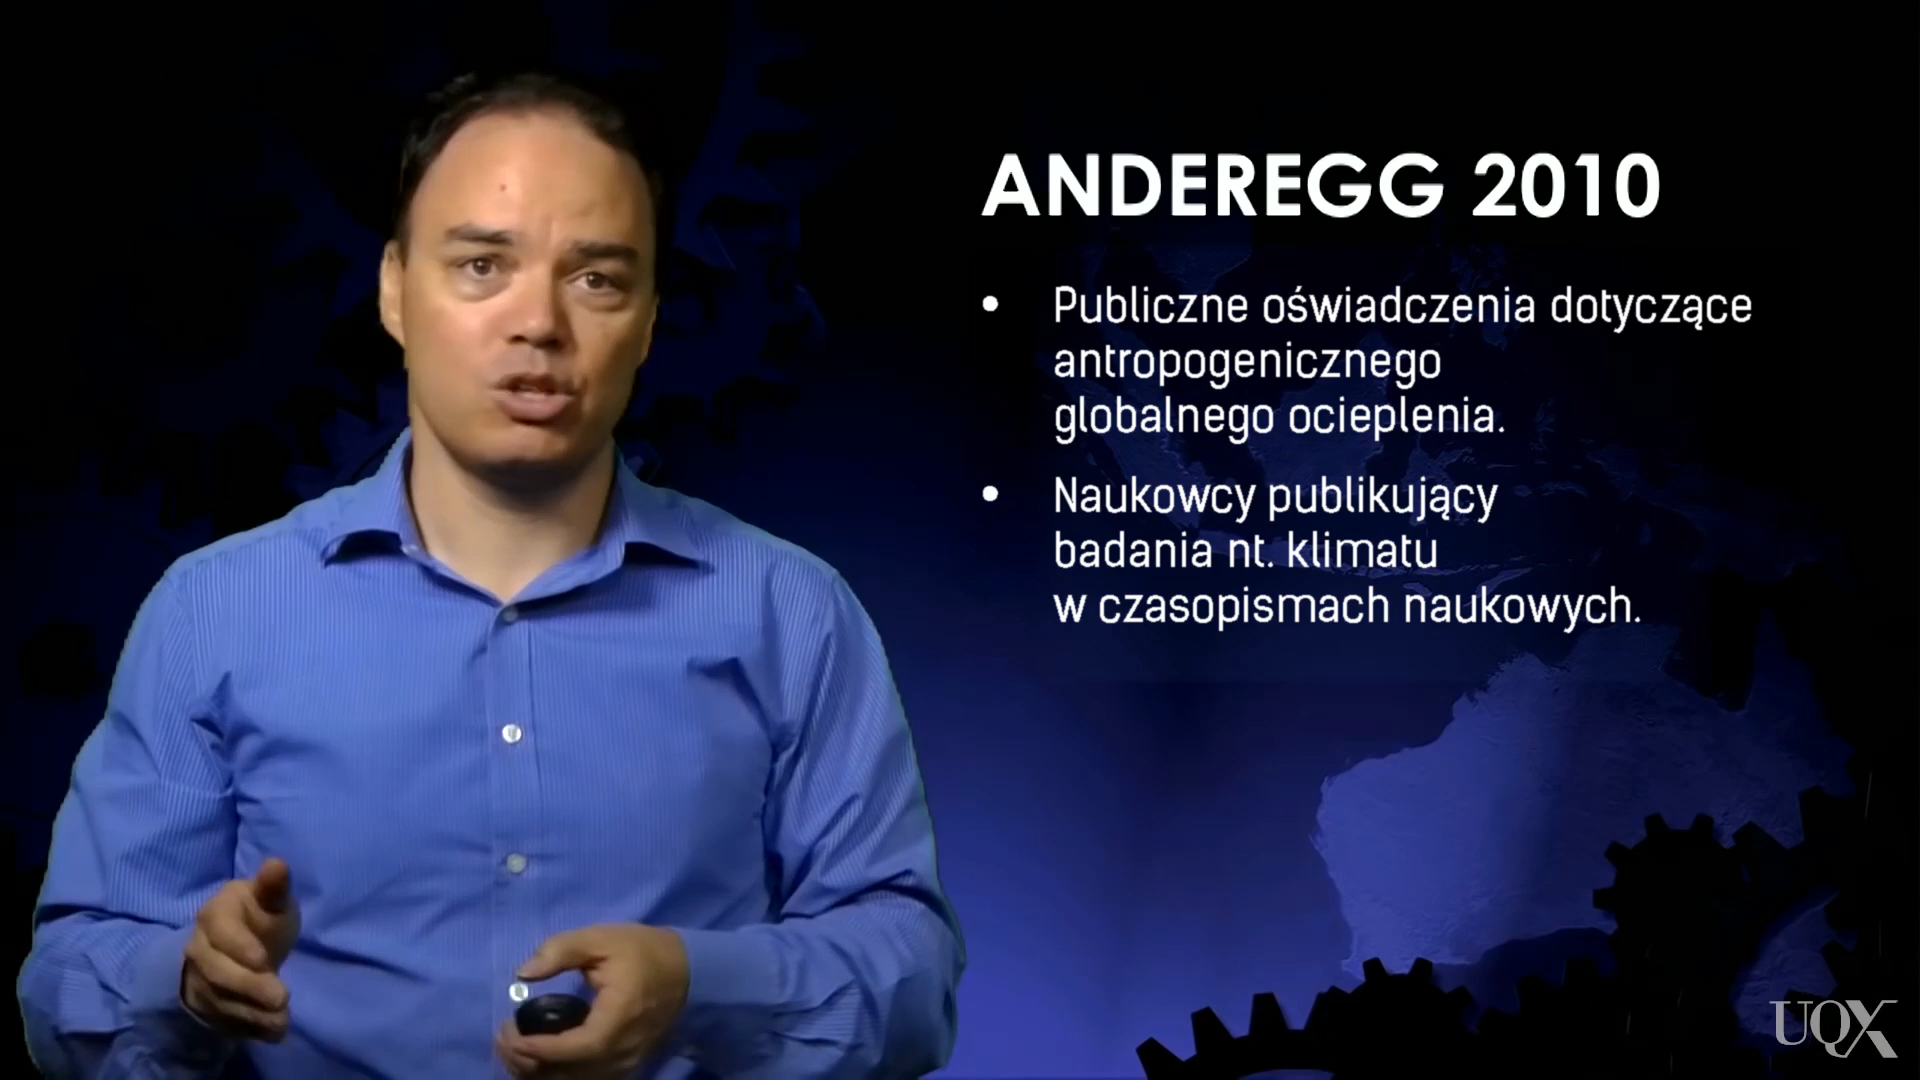 ANDEREGG 2010
• Publiczne oświadczenia dotyczące
antropogenicznego
globalnego ocieplenia.
• Naukowcy publikujący
badania nt. klimatu
w czasopismach naukowych.
UQX